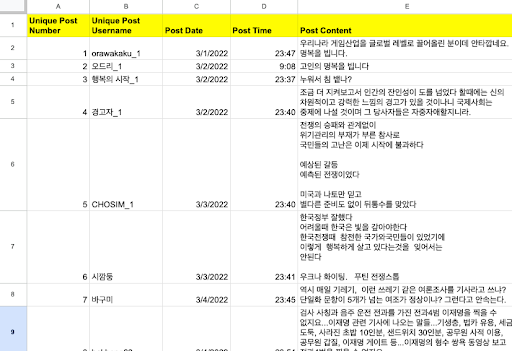 A B C D E
1 Unique Post Number Unique Post Username Post Date Post Time Post Content
우리나라 게임산업을 글로벌 레벨로 끌어올린 분이데 안타깝네요.
2 1 orawakaku_1 3/1/2022 23:47 명복을 빕니다.
3 2 오드리_1 3/2/2022 9:08 고인의 명복을 빕니다
4 3 행복의 시작_1 3/2/2022 23:37 누워서 침 뱉나?
조금 더 지켜보고서 인간의 잔인성이 도를 넘었다 할때에는 신의
차원적이고 강력한 느낌의 경고가 있을 것이나니 국제사회는
5 4 경고자_1 3/2/2022 23:40 중제에 나설 것이며 그 당사자들은 자중자애할지니라.
전쟁의 승패와 관계없이
위기관리의 부재가 부른 참사로
국민들의 고난은 이제 시작에 불과하다
예상된 갈등
예측된 전쟁이었다
미국과 나토만 믿고
6 5 CHOSIM_1 3/3/2022 23:40 별다른 준비도 없이 뒤통수를 맞았다
한국정부 잘했다
어려울때 한국은 빛을 갚아야한다
한국전쟁때 참전한 국가와국민들이 있었기에
이렇게 행복하게 살고 있다는것을 잊어서는
안된다
7 6 시깜둥 3/3/2022 23:41 우크나 화이팅. 푸틴 전쟁스톱
역시 매일 기레기, 이런 쓰레기 같은 여론조사를 기사라고 쓰냐?
8 7 바구미 3/4/2022 23:45 단일화 문항이 5개가 넘는 여조가 정상이냐? 그런다고 안속는다.
검사 사칭과 음주 운전 전과를 가진 전과4범 이재명을 찍을 수
없지요...이재명 관련 기사에 나오는 말들...기생충, 법카 유용, 세금
도둑, 사라진 초밥 10인분, 샌드위치 30인분, 공무원 사적 이용,
공무원 갑질, 이재명 게이트 등...이재명의 형수 쌍욕 동영상 보고
9